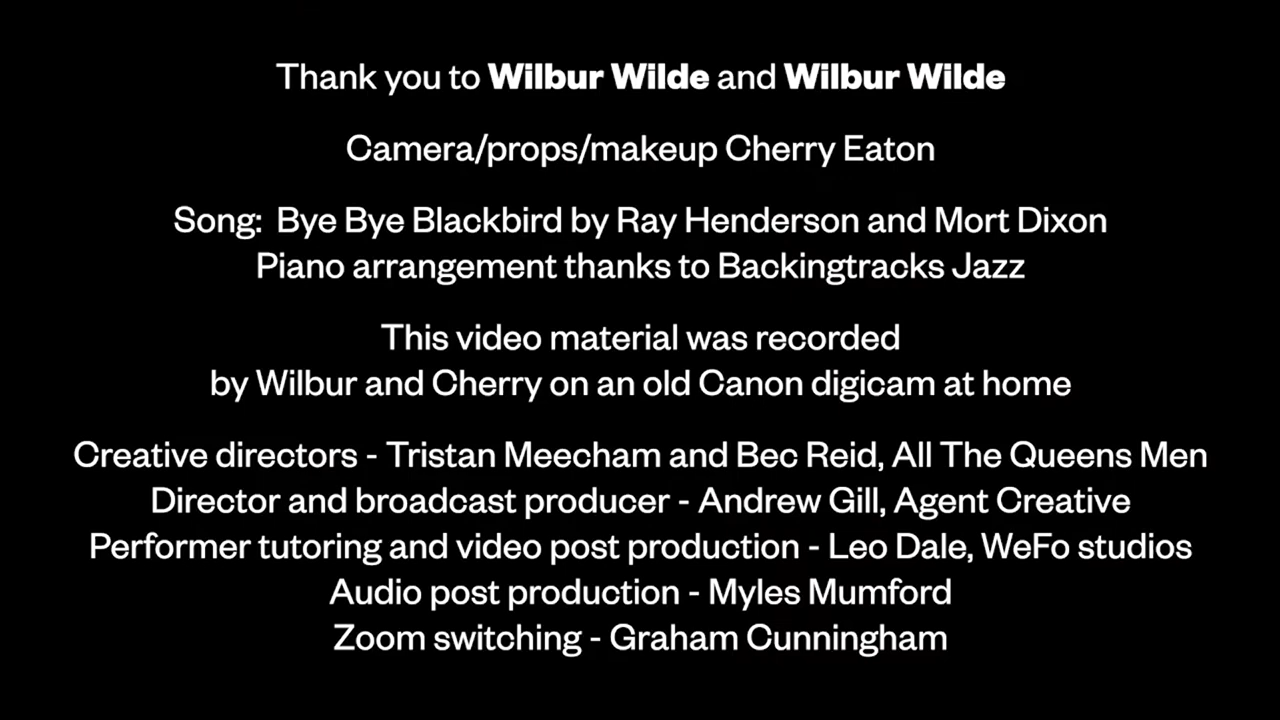 Thank you to Wilbur Wilde and Wilbur Wilde
Camera/props/makeup Cherry Eaton
Song:  Bye Bye Blackbird by Ray Henderson and Mort Dixon
Piano arrangement thanks to Backingtracks Jazz
This video material was recorded
by Wilbur and Cherry on an old Canon digicam at home
Creative directors - Tristan Meecham and Bec Reid, All The Queens Men
Director and broadcast producer - Andrew Gill, Agent Creative
Performer tutoring and video post production - Leo Dale, WeFo studios
Audio post production - Myles Mumford
Zoom switching - Graham Cunningham